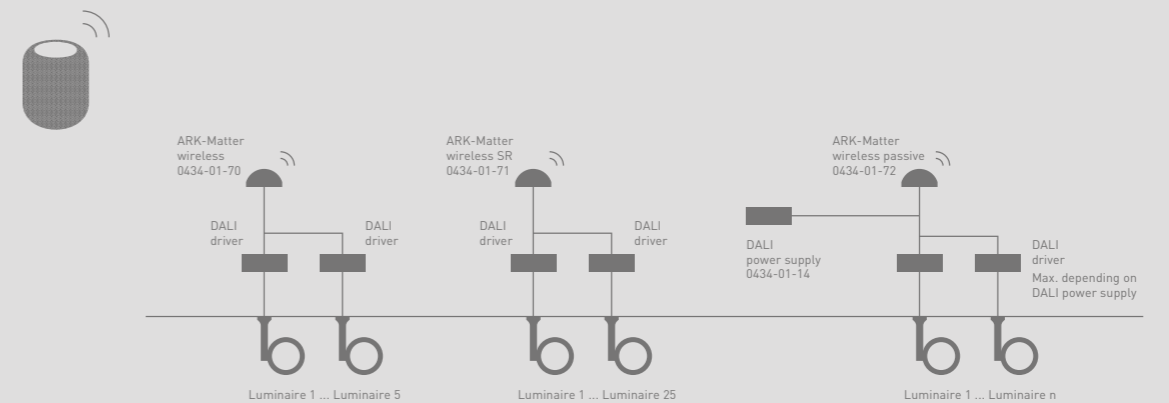 ARK-Matter
wireless
0434-01-70
DALI
driver
DALI
driver
Luminaire 1 ... Luminaire 5
ARK-Matter
wireless SR
0434-01-71
DALI
driver
DALI
driver
Luminaire 1 ... Luminaire 25
ARK-Matter
wireless passive
0434-01-72
DALI
power supply
0434-01-14
DALI
driver
Max. depending on
DALI power supply
Luminaire 1 ... Luminaire n